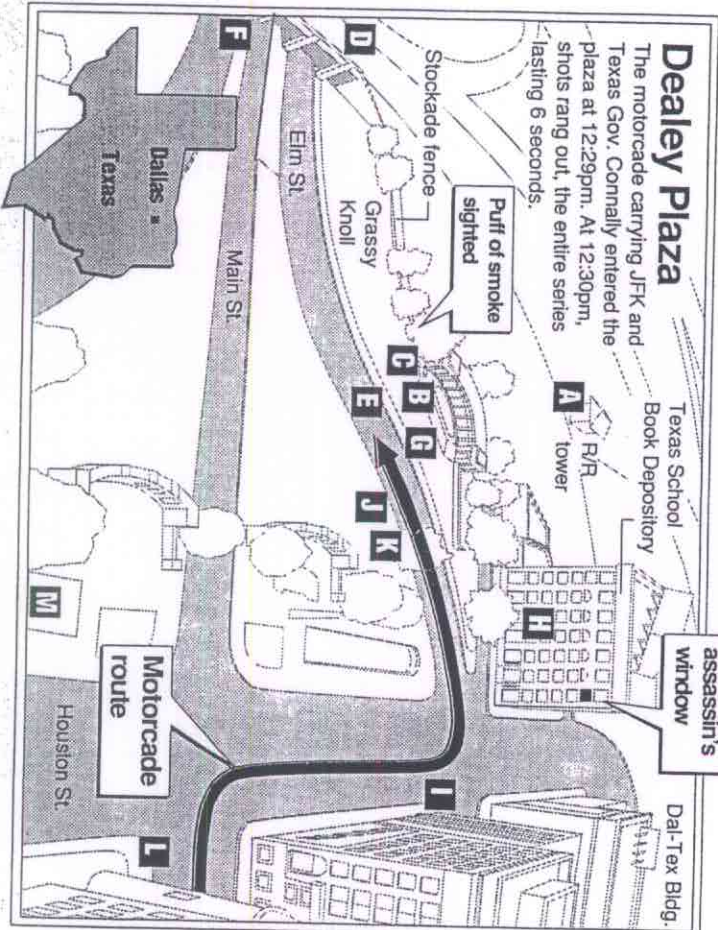 Dealey Plaza
The motorcade carrying JFK and
Texas Gov. Connally entered the
plaza at 12:29pm. At 12:30pm,
shots rang out, the entire series
lasting 6 seconds.
Texas School
Book Depository
assassin's
window
Dal-Tex Bldg.
A
R/R
tower
D
Stockade fence
Puff of smoke
sighted
Grassy
Knoll
C
B
G
H
F
Elm St.
E
J
K
I
Main St.
Dallas
Texas
Motorcade
route
M
Houston St.
L